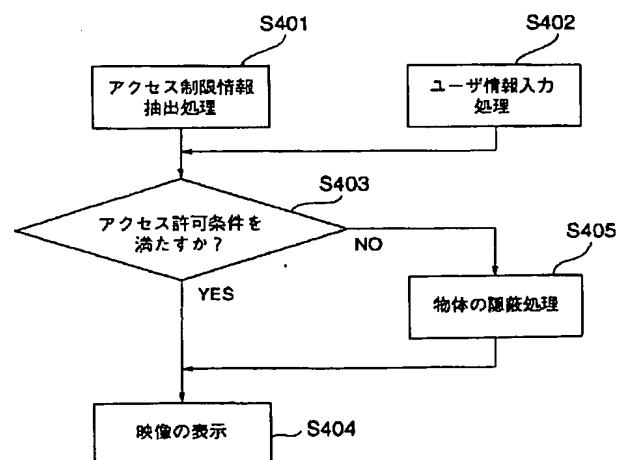 S401
アクセス制限情報
抽出処理
S402
ユーザ情報入力
処理
S403
アクセス許可条件を
満たすか?
NO
YES
S405
物体の隠蔽処理
映像の表示
S404